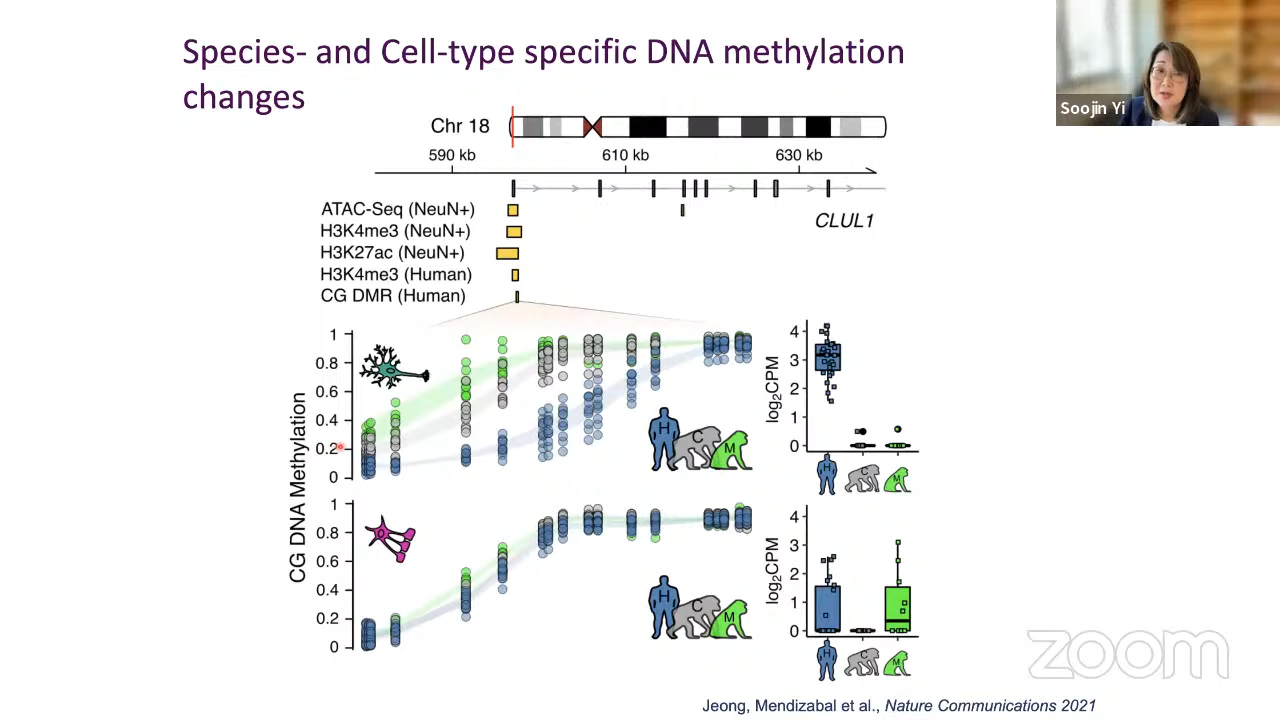 Species- and Cell-type specific DNA methylation
changes
Soojin Yi
Chr 18
590 kb 610 kb 630 kb
ATAC-Seq (NeuN+)
CLUL1
H3K4me3 (NeuN+)
H3K27ac (NeuN+)
H3K4me3 (Human)
CG DMR (Human)
CG DNA Methylation
1
0.8
0.6
0.4
0.2
0
H C M
log2CPM
4
3
2
1
0
H C M
1
0.8
0.6
0.4
0.2
0
H C M
log2CPM
4
3
2
1
0
H C M
zoom
Jeong, Mendizabal et al., Nature Communications 2021